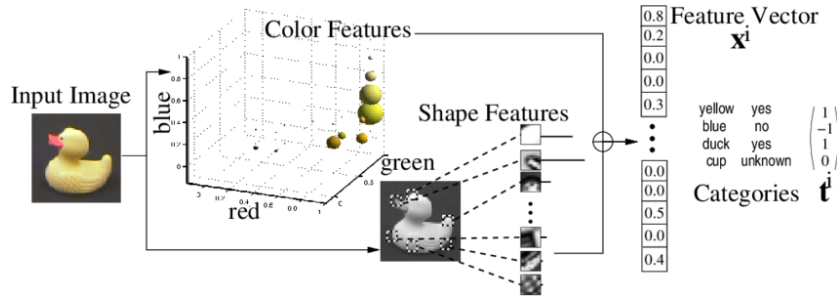 Input Image
Color Features
blue
red
green
Shape Features
Feature Vector
x^i
0.8
0.2
0.0
0.0
0.3
0.0
0.0
0.5
0.0
0.4
yellow yes 1
blue no −1
duck yes 1
cup unknown 0
Categories t^i